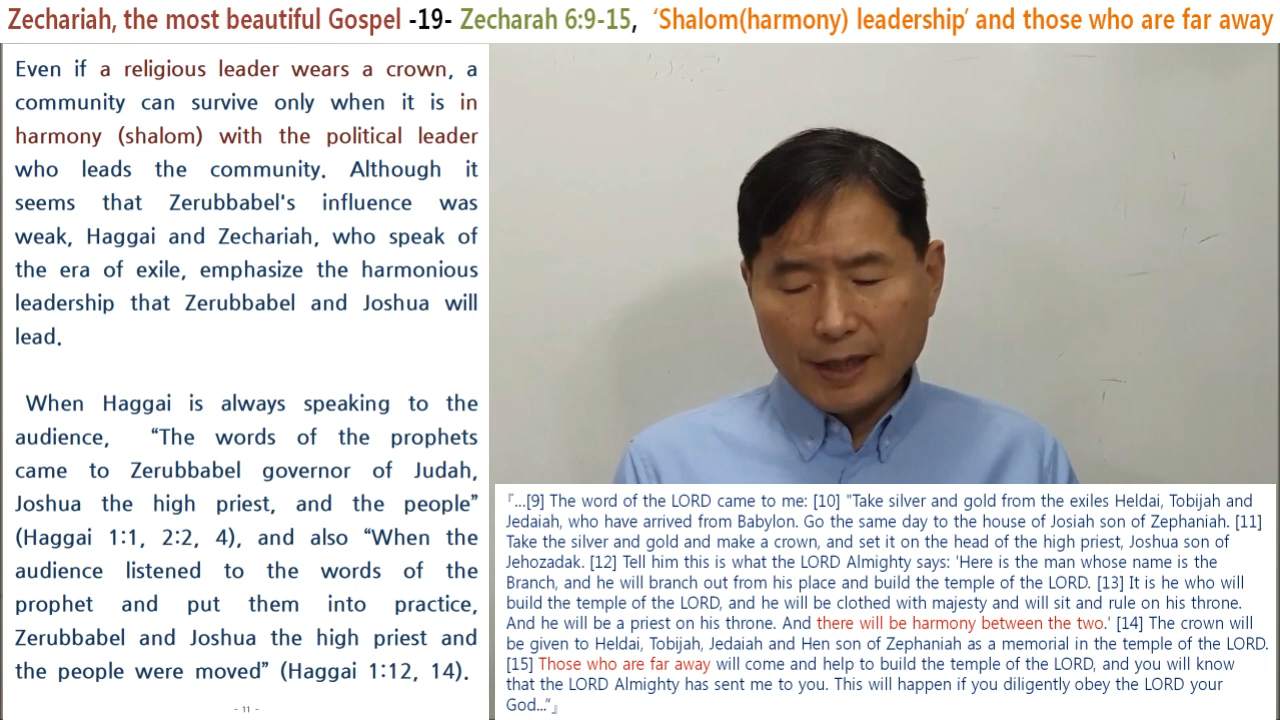 Zechariah, the most beautiful Gospel -19- Zecharah 6:9-15, ‘Shalom(harmony) leadership’ and those who are far away
Even if a religious leader wears a crown, a
community can survive only when it is in
harmony (shalom) with the political leader
who leads the community. Although it
seems that Zerubbabel's influence was
weak, Haggai and Zechariah, who speak of
the era of exile, emphasize the harmonious
leadership that Zerubbabel and Joshua will
lead.
When Haggai is always speaking to the
audience, “The words of the prophets
came to Zerubbabel governor of Judah,
Joshua the high priest, and the people”
(Haggai 1:1, 2:2, 4), and also “When the
audience listened to the words of the
prophet and put them into practice,
Zerubbabel and Joshua the high priest and
the people were moved” (Haggai 1:12, 14).
- 11 -
『...[9] The word of the LORD came to me: [10] "Take silver and gold from the exiles Heldai, Tobijah and
Jedaiah, who have arrived from Babylon. Go the same day to the house of Josiah son of Zephaniah. [11]
Take the silver and gold and make a crown, and set it on the head of the high priest, Joshua son of
Jehozadak. [12] Tell him this is what the LORD Almighty says: 'Here is the man whose name is the
Branch, and he will branch out from his place and build the temple of the LORD. [13] It is he who will
build the temple of the LORD, and he will be clothed with majesty and will sit and rule on his throne.
And he will be a priest on his throne. And there will be harmony between the two.' [14] The crown will
be given to Heldai, Tobijah, Jedaiah and Hen son of Zephaniah as a memorial in the temple of the LORD.
[15] Those who are far away will come and help to build the temple of the LORD, and you will know
that the LORD Almighty has sent me to you. This will happen if you diligently obey the LORD your
God..."』